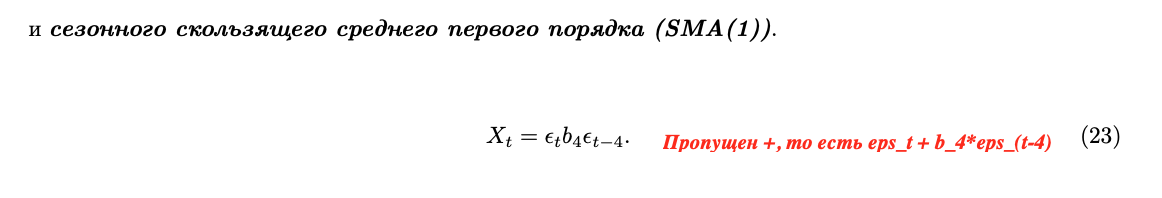 и сезонного скользящего среднего первого порядка (SMA(1)).
X_t = ϵ_t b_4 ϵ_{t−4}. Пропущен +, то есть eps_t + b_4*eps_(t-4) (23)